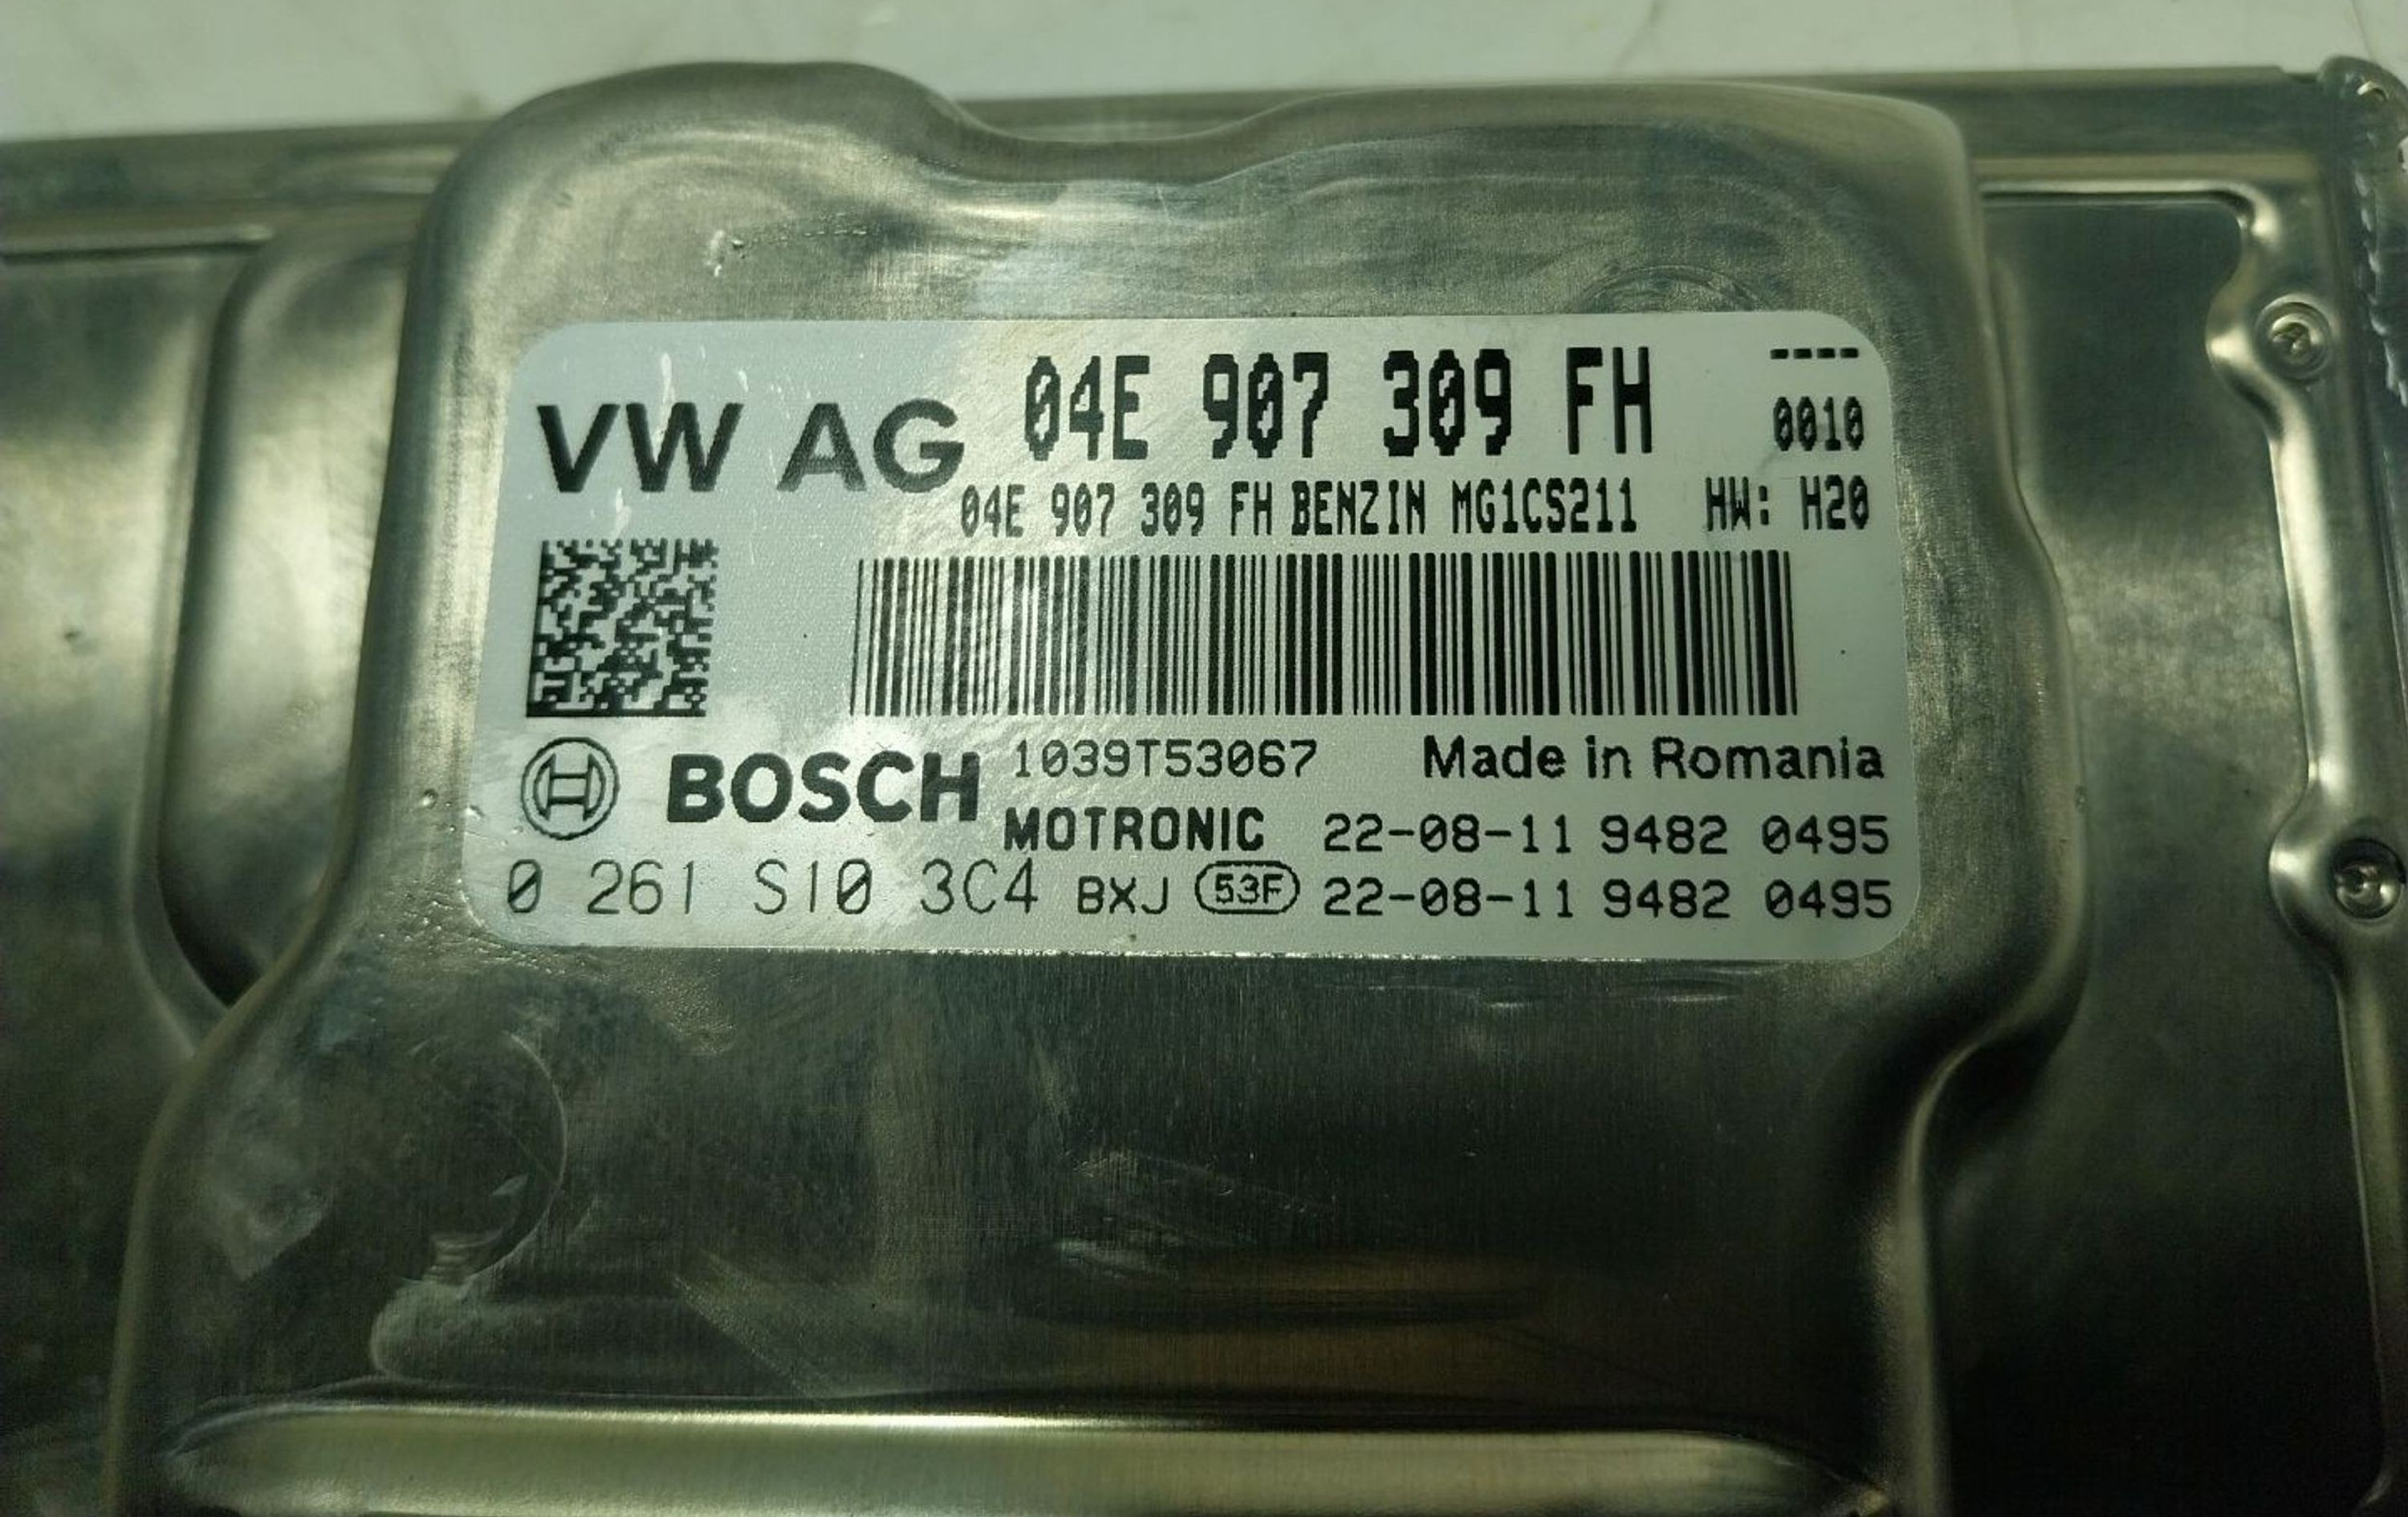 VW AG 04E 907 309 FH ----
0010
04E 907 309 FH BENZIN MG1CS211 HW: H20
BOSCH 1039T53067 Made in Romania
MOTRONIC 22-08-11 9482 0495
0 261 S10 3C4 BXJ 53F 22-08-11 9482 0495